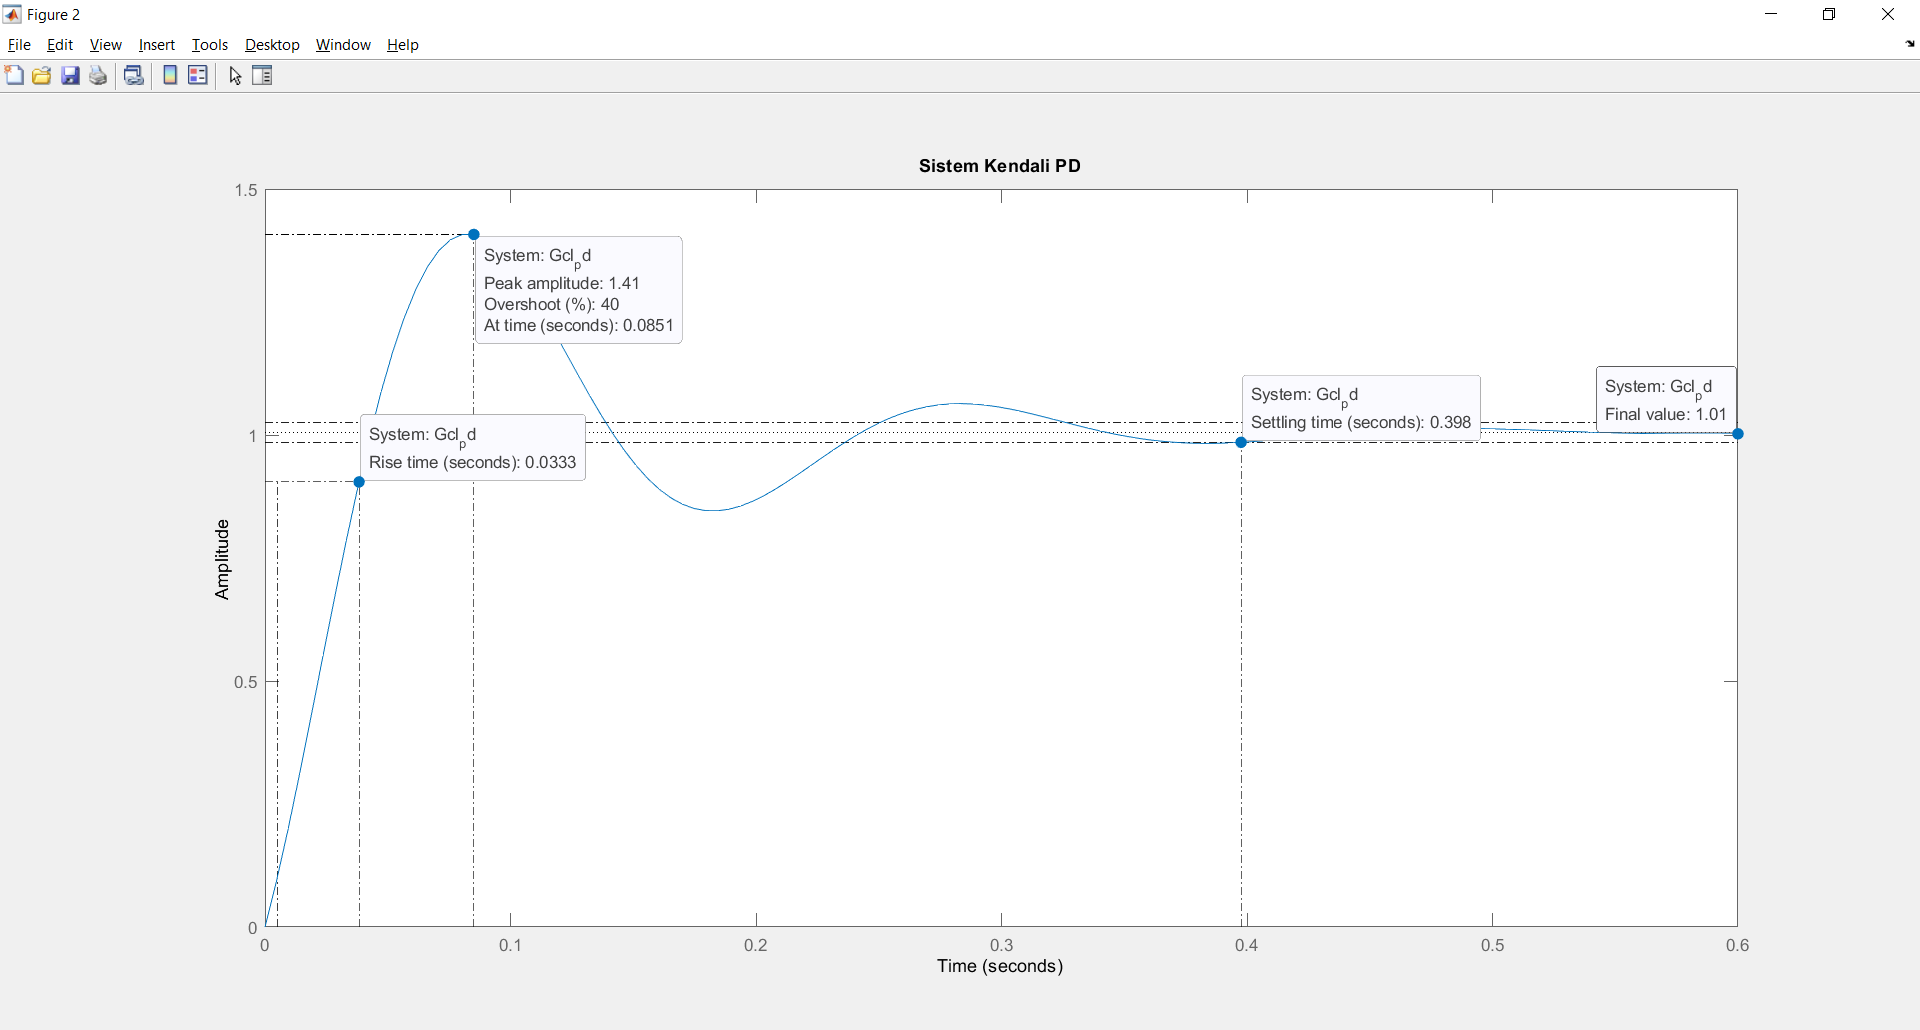 Figure 2
File Edit View Insert Tools Desktop Window Help
Sistem Kendali PD
1.5
System: Gcl_pd
Peak amplitude: 1.41
Overshoot (%): 40
At time (seconds): 0.0851
System: Gcl_pd
Settling time (seconds): 0.398
System: Gcl_pd
Final value: 1.01
1
System: Gcl_pd
Rise time (seconds): 0.0333
Amplitude
0.5
0
0 0.1 0.2 0.3 0.4 0.5 0.6
Time (seconds)